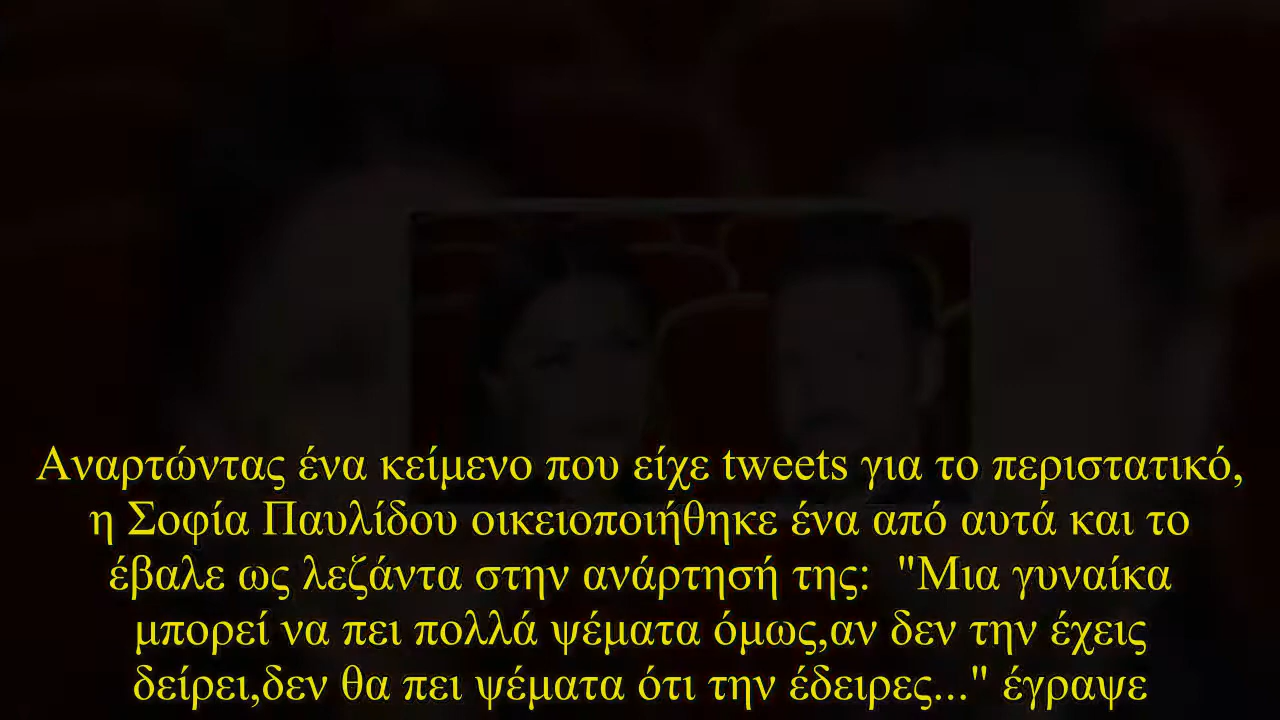 Αναρτώντας ένα κείμενο που είχε tweets για το περιστατικό,
η Σοφία Παυλίδου οικειοποιήθηκε ένα από αυτά και το
έβαλε ως λεζάντα στην ανάρτησή της:  "Μια γυναίκα
μπορεί να πει πολλά ψέματα όμως,αν δεν την έχεις
δείρει,δεν θα πει ψέματα ότι την έδειρες..." έγραψε